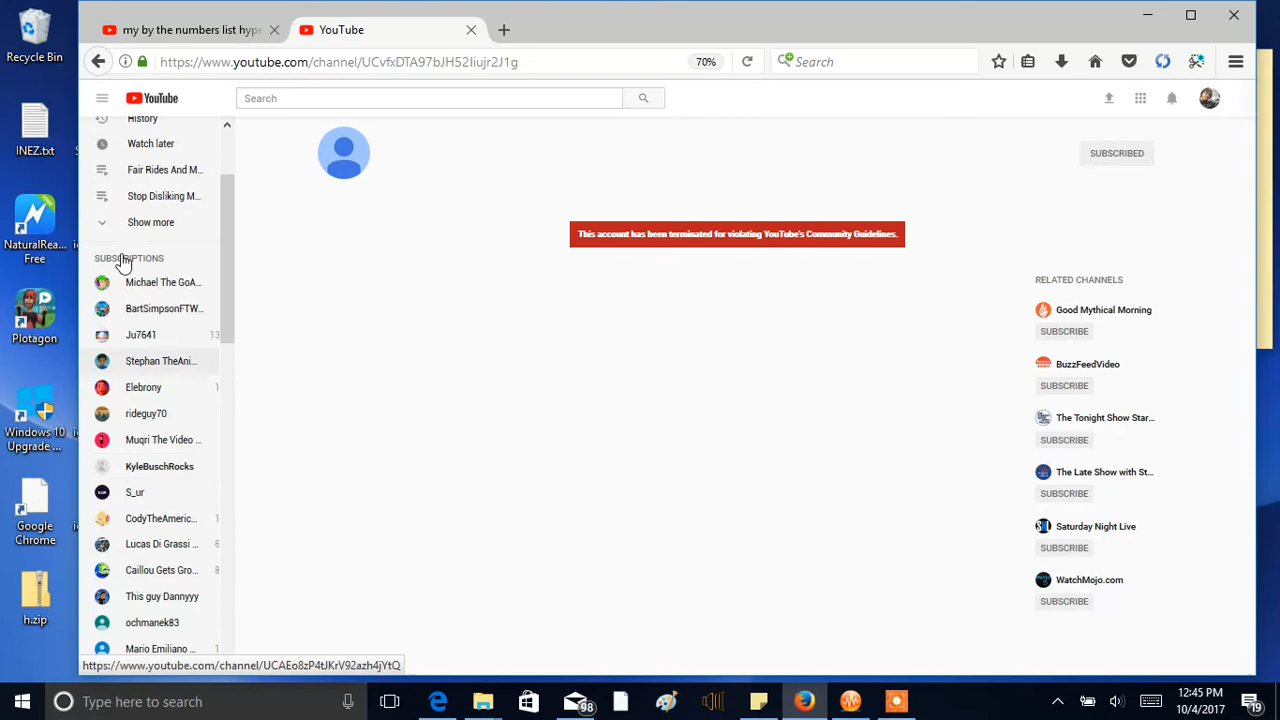 Recycle Bin
INEZ.txt
NaturalRea...
Free
Plotagon
Windows 10
Upgrade ...
Google
Chrome
h.zip
my by the numbers list hype
YouTube
https://www.youtube.com/channel/UCvfxDTA97bJH52Iiujr2J1g
70%
Search
YouTube
Search
History
Watch later
Fair Rides And M...
Stop Disliking M...
Show more
SUBSCRIPTIONS
Michael The GoA...
BartSimpsonFTW...
Ju7641 13
Stephan TheAni...
Elebrony 1
rideguy70
Muqri The Video ...
KyleBuschRocks
S_ur
CodyTheAmeric... 1
Lucas Di Grassi ... 6
Caillou Gets Gro... 8
This guy Dannyyy
ochmanek83
Mario Emiliano ... 1
https://www.youtube.com/channel/UCAEo8zP4tJKrV92azh4jYtQ
SUBSCRIBED
This account has been terminated for violating YouTube's Community Guidelines.
RELATED CHANNELS
Good Mythical Morning
SUBSCRIBE
BuzzFeedVideo
SUBSCRIBE
The Tonight Show Star...
SUBSCRIBE
The Late Show with St...
SUBSCRIBE
Saturday Night Live
SUBSCRIBE
WatchMojo.com
SUBSCRIBE
Type here to search
98
12:45 PM
10/4/2017
19